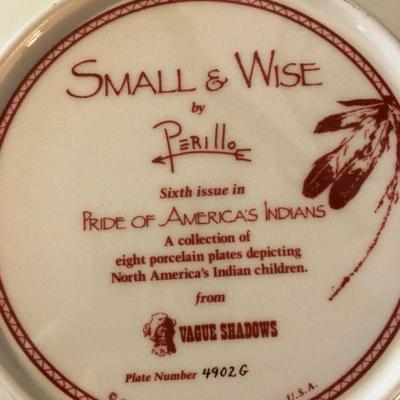 SMALL & WISE
by
PERILLO
Sixth issue in
PRIDE OF AMERICA'S INDIANS
A collection of
eight porcelain plates depicting
North America's Indian children.
from
VAGUE SHADOWS
Plate Number 4902G
©
U.S.A.